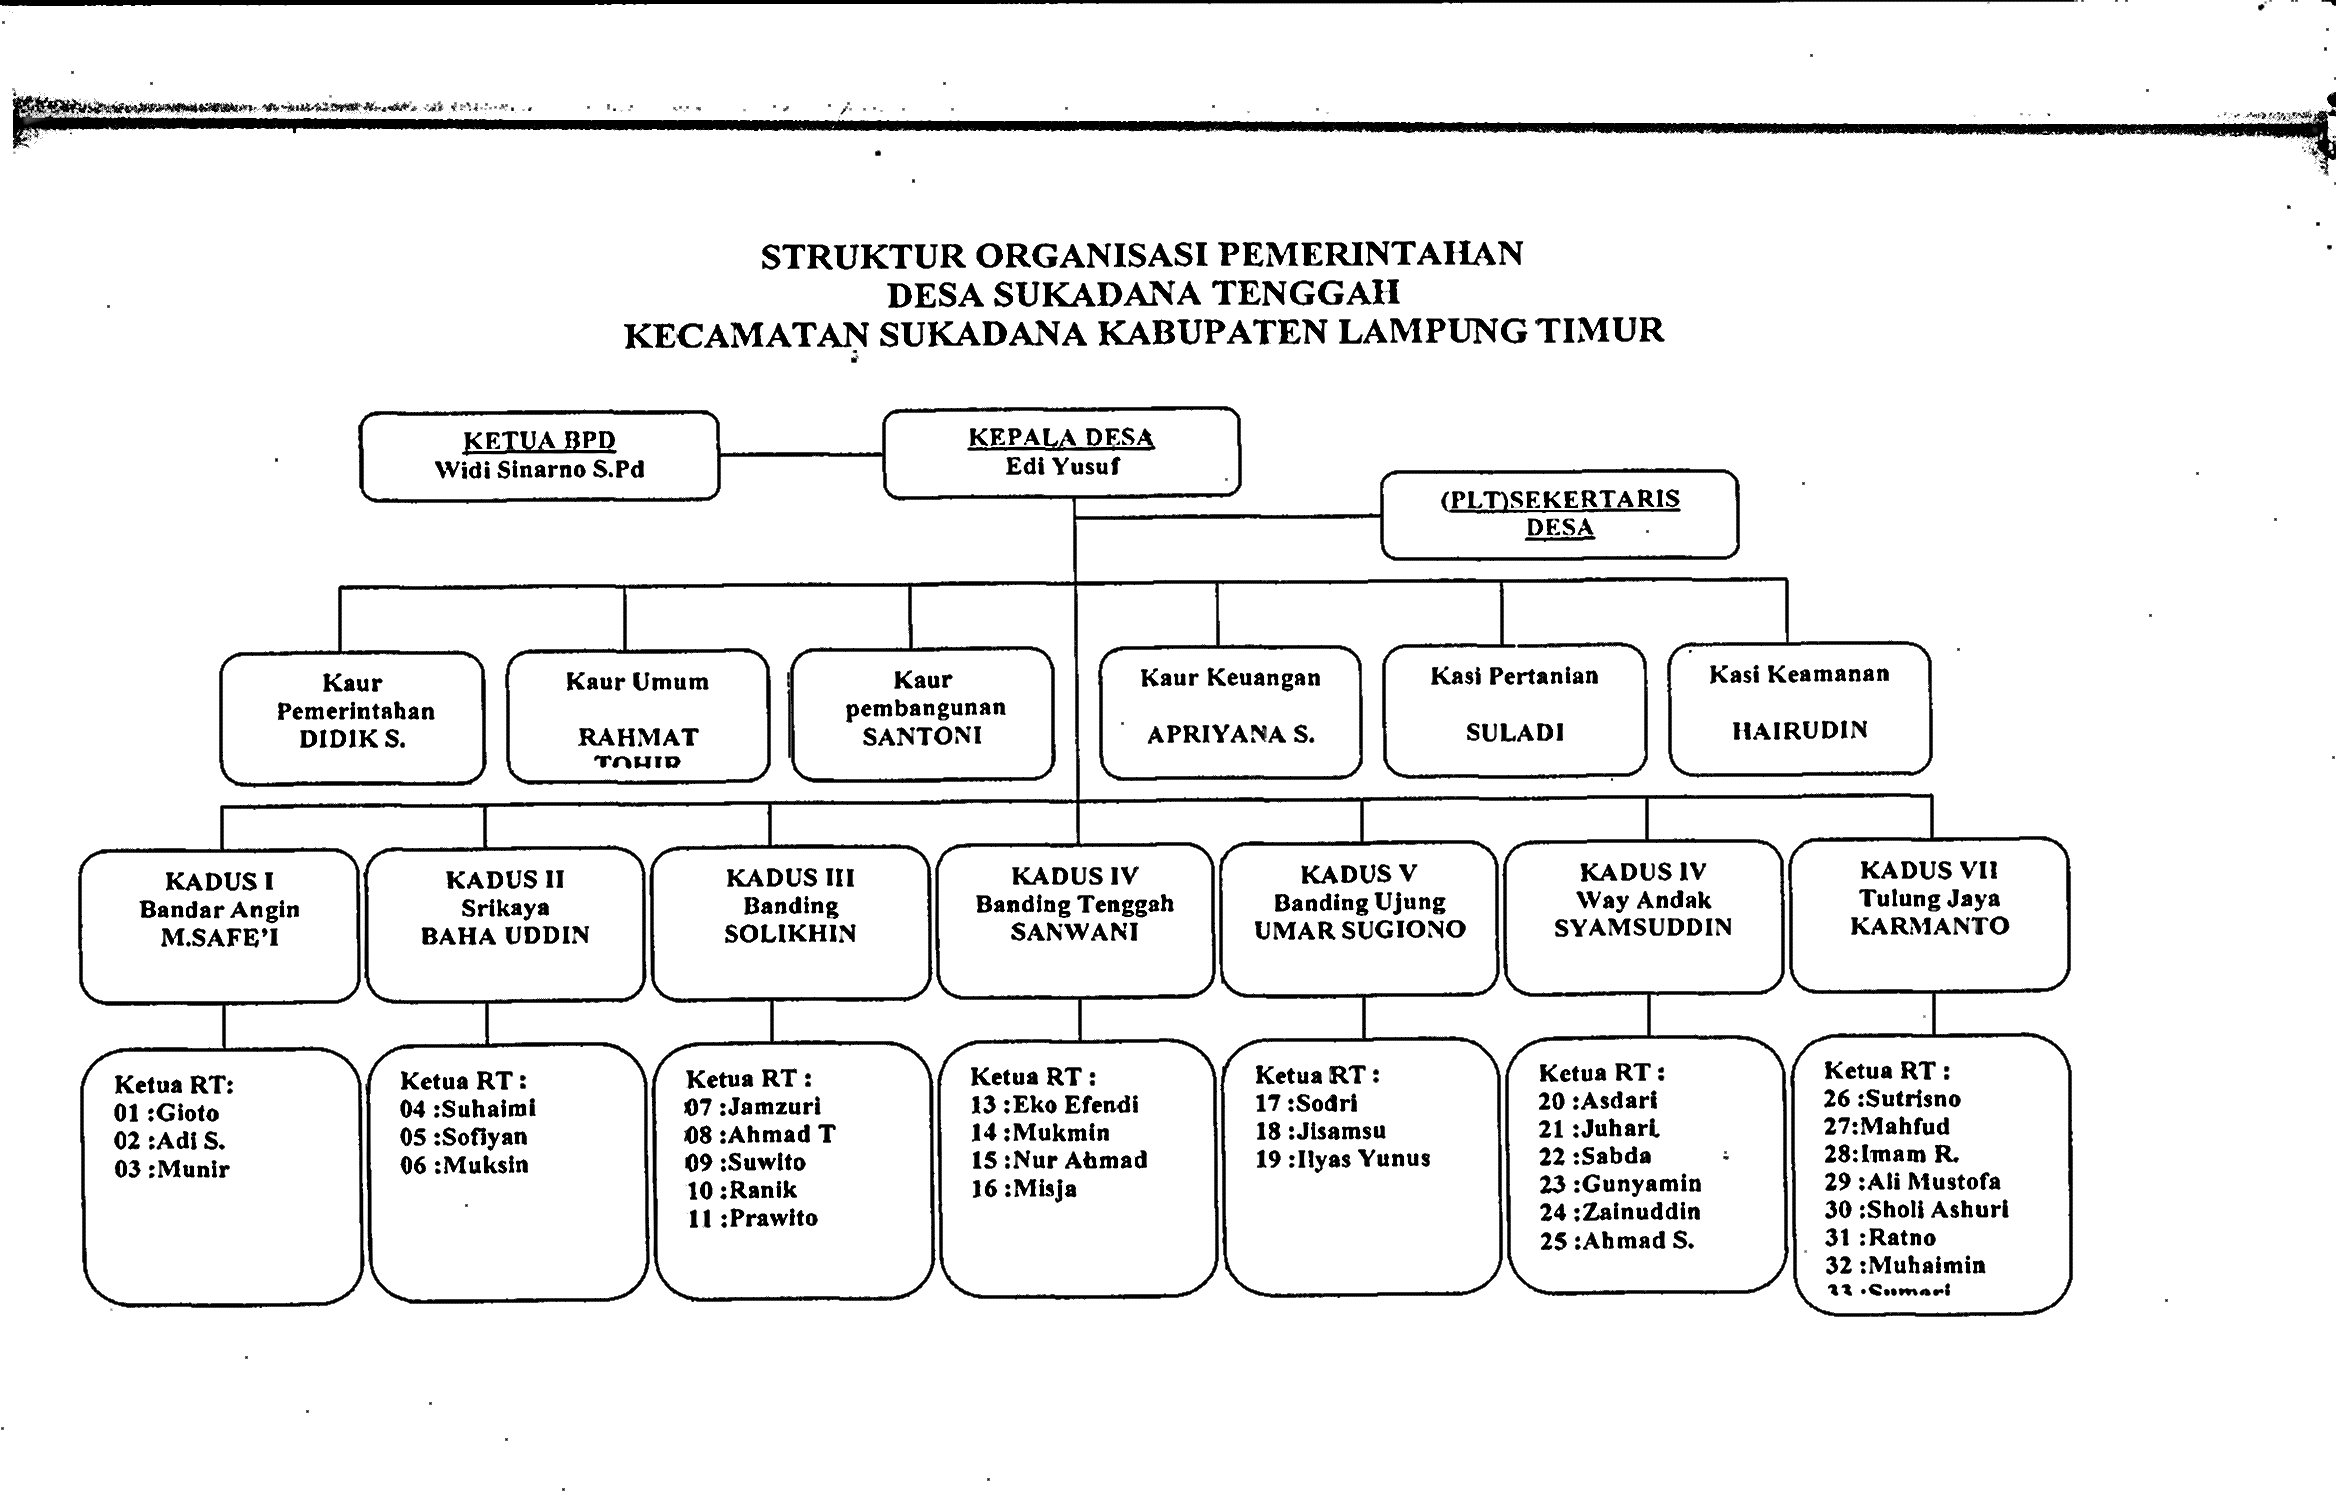 STRUKTUR ORGANISASI PEMERINTAHAN
DESA SUKADANA TENGGAH
KECAMATAN SUKADANA KABUPATEN LAMPUNG TIMUR
KETUA BPD
Widi Sinarno S.Pd
KEPALA DESA
Edi Yusuf
(PLT)SEKERTARIS
DESA
Kaur
Pemerintahan
DIDIK S.
Kaur Umum
RAHMAT
TOHIR
Kaur
pembangunan
SANTONI
Kaur Keuangan
APRIYANA S.
Kasi Pertanian
SULADI
Kasi Keamanan
HAIRUDIN
KADUS I
Bandar Angin
M.SAFE'I
KADUS II
Srikaya
BAHA UDDIN
KADUS III
Banding
SOLIKHIN
KADUS IV
Banding Tenggah
SANWANI
KADUS V
Banding Ujung
UMAR SUGIONO
KADUS IV
Way Andak
SYAMSUDDIN
KADUS VII
Tulung Jaya
KARMANTO
Ketua RT:
01 :Gioto
02 :Adi S.
03 :Munir
Ketua RT :
04 :Suhaimi
05 :Sofiyan
06 :Muksin
Ketua RT :
07 :Jamzuri
08 :Ahmad T
09 :Suwito
10 :Ranik
11 :Prawito
Ketua RT :
13 :Eko Efendi
14 :Mukmin
15 :Nur Ahmad
16 :Misja
Ketua RT :
17 :Sodri
18 :Jisamsu
19 :Ilyas Yunus
Ketua RT :
20 :Asdari
21 :Juhari.
22 :Sabda
23 :Gunyamin
24 :Zainuddin
25 :Ahmad S.
Ketua RT :
26 :Sutrisno
27:Mahfud
28:Imam R.
29 :Ali Mustofa
30 :Sholi Ashuri
31 :Ratno
32 :Muhaimin
33 :Sumari